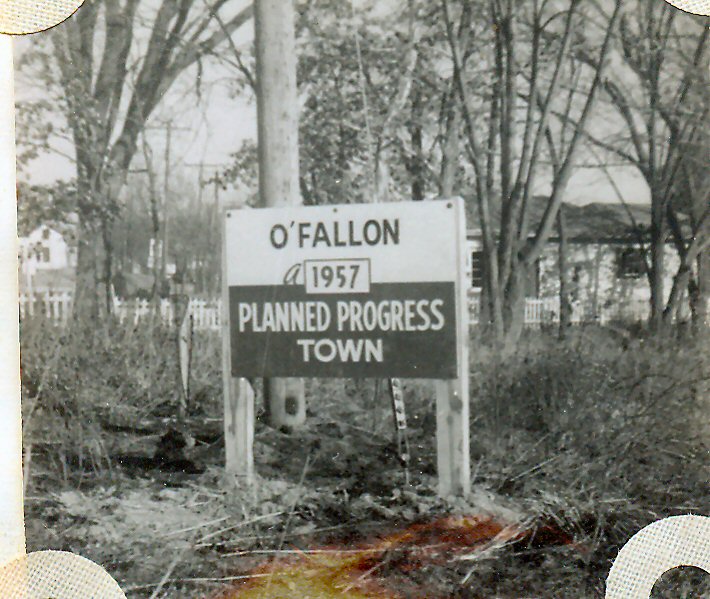 O'FALLON
a 1957
PLANNED PROGRESS
TOWN